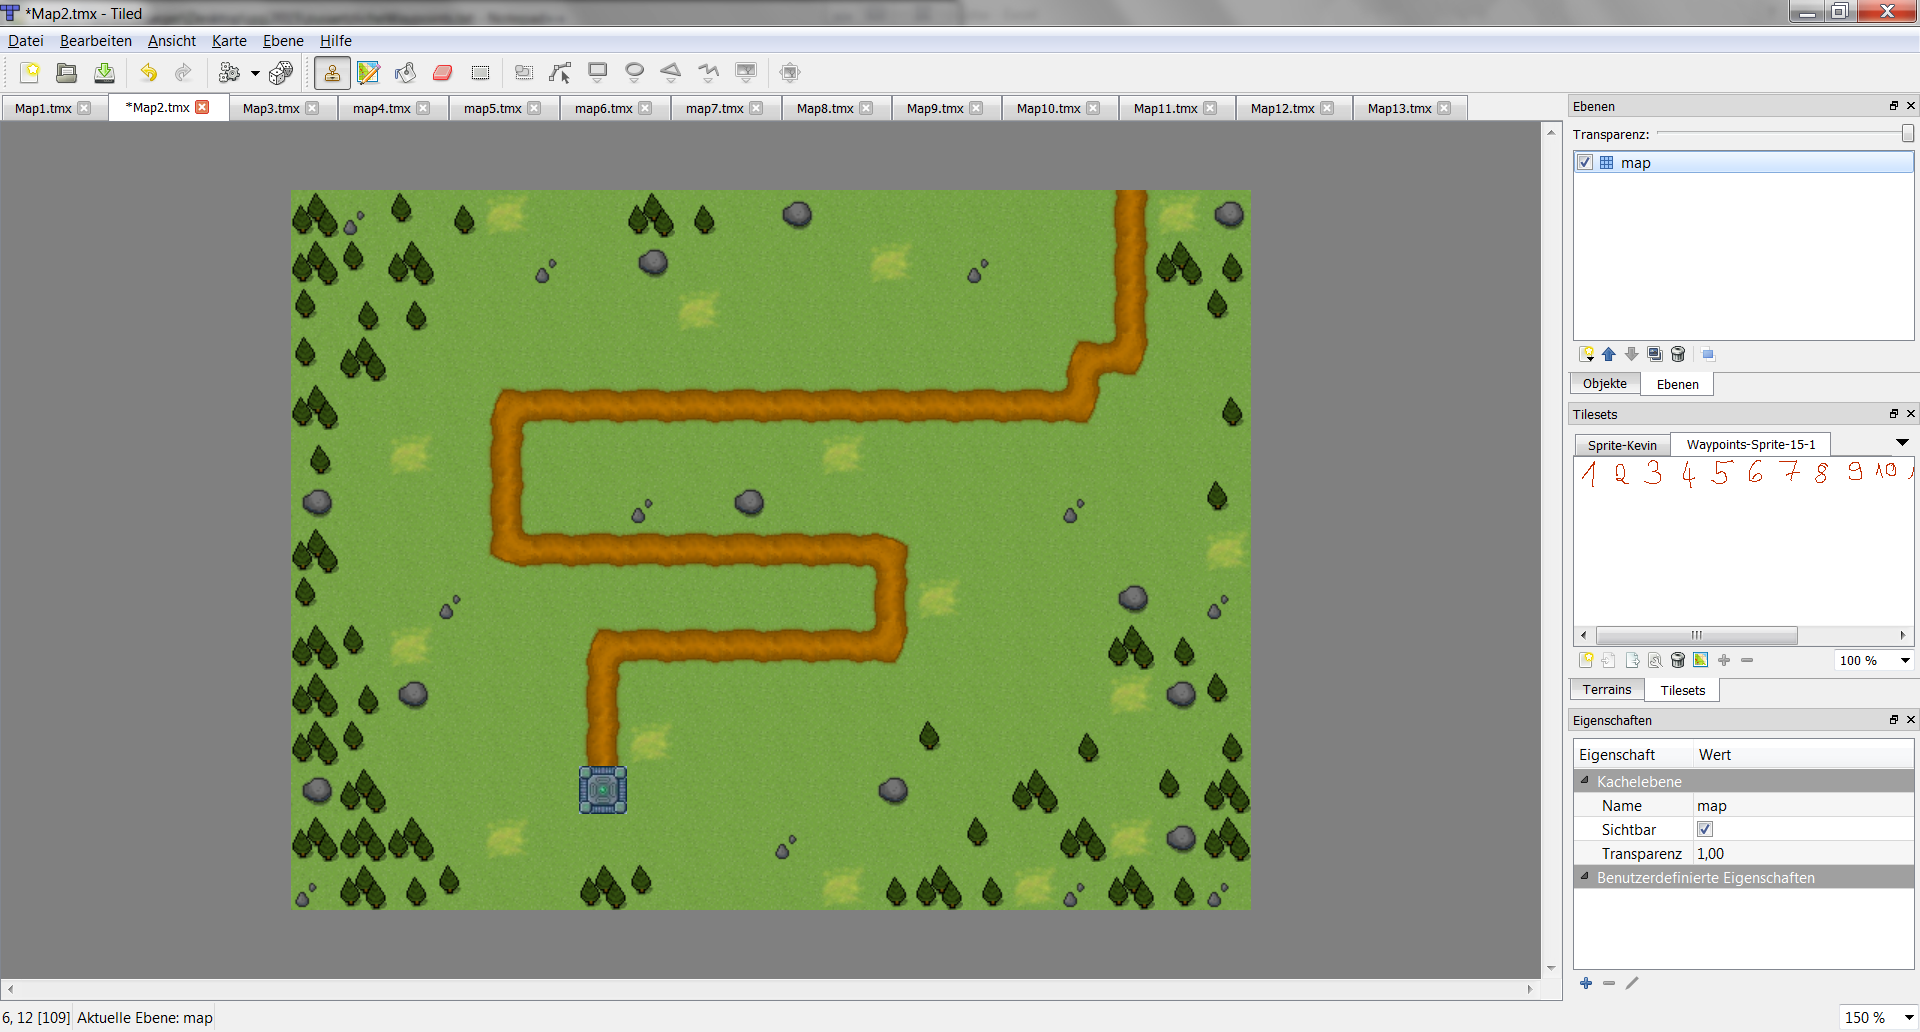 *Map2.tmx - Tiled
Datei Bearbeiten Ansicht Karte Ebene Hilfe
Map1.tmx *Map2.tmx Map3.tmx map4.tmx map5.tmx map6.tmx map7.tmx Map8.tmx Map9.tmx Map10.tmx Map11.tmx Map12.tmx Map13.tmx
Ebenen
Transparenz:
map
Objekte Ebenen
Tilesets
Sprite-Kevin Waypoints-Sprite-15-1
1 2 3 4 5 6 7 8 9 10
100 %
Terrains Tilesets
Eigenschaften
Eigenschaft Wert
Kachelebene
Name map
Sichtbar
Transparenz 1,00
Benutzerdefinierte Eigenschaften
6, 12 [109] Aktuelle Ebene: map
150 %